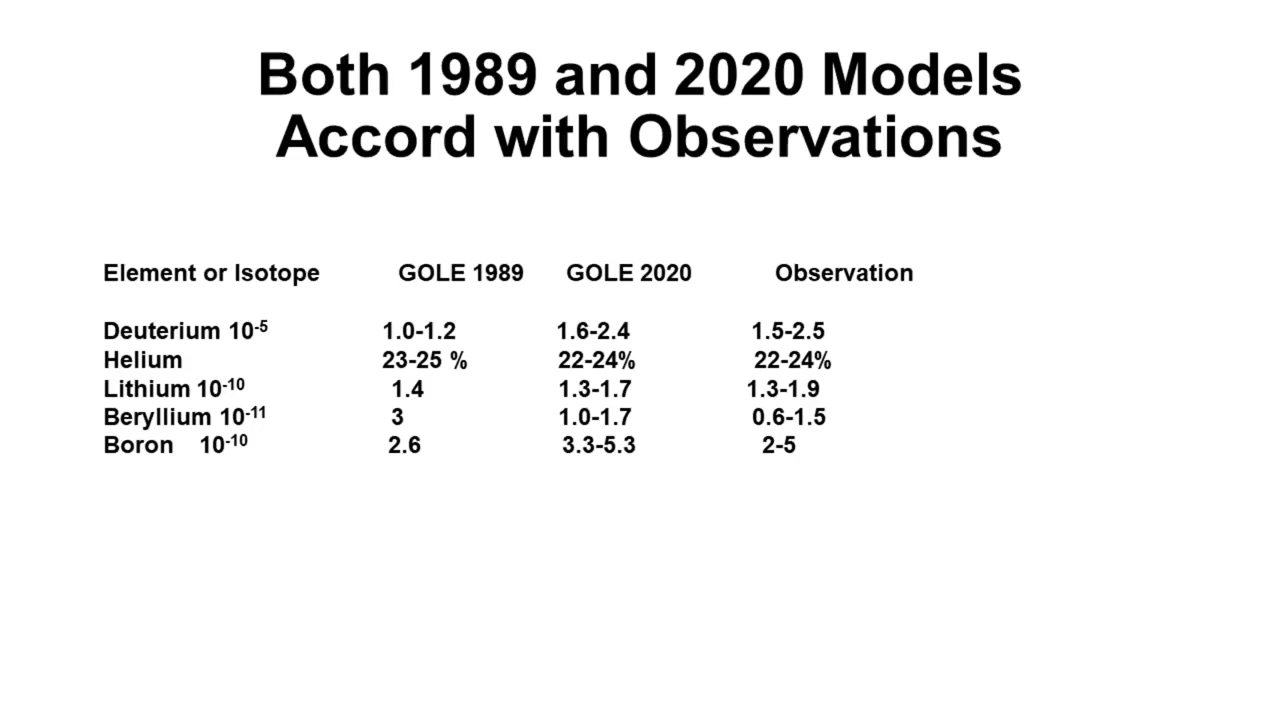 Both 1989 and 2020 Models
Accord with Observations
Element or Isotope GOLE 1989 GOLE 2020 Observation
Deuterium 10⁻⁵ 1.0-1.2 1.6-2.4 1.5-2.5
Helium 23-25 % 22-24% 22-24%
Lithium 10⁻¹⁰ 1.4 1.3-1.7 1.3-1.9
Beryllium 10⁻¹¹ 3 1.0-1.7 0.6-1.5
Boron 10⁻¹⁰ 2.6 3.3-5.3 2-5